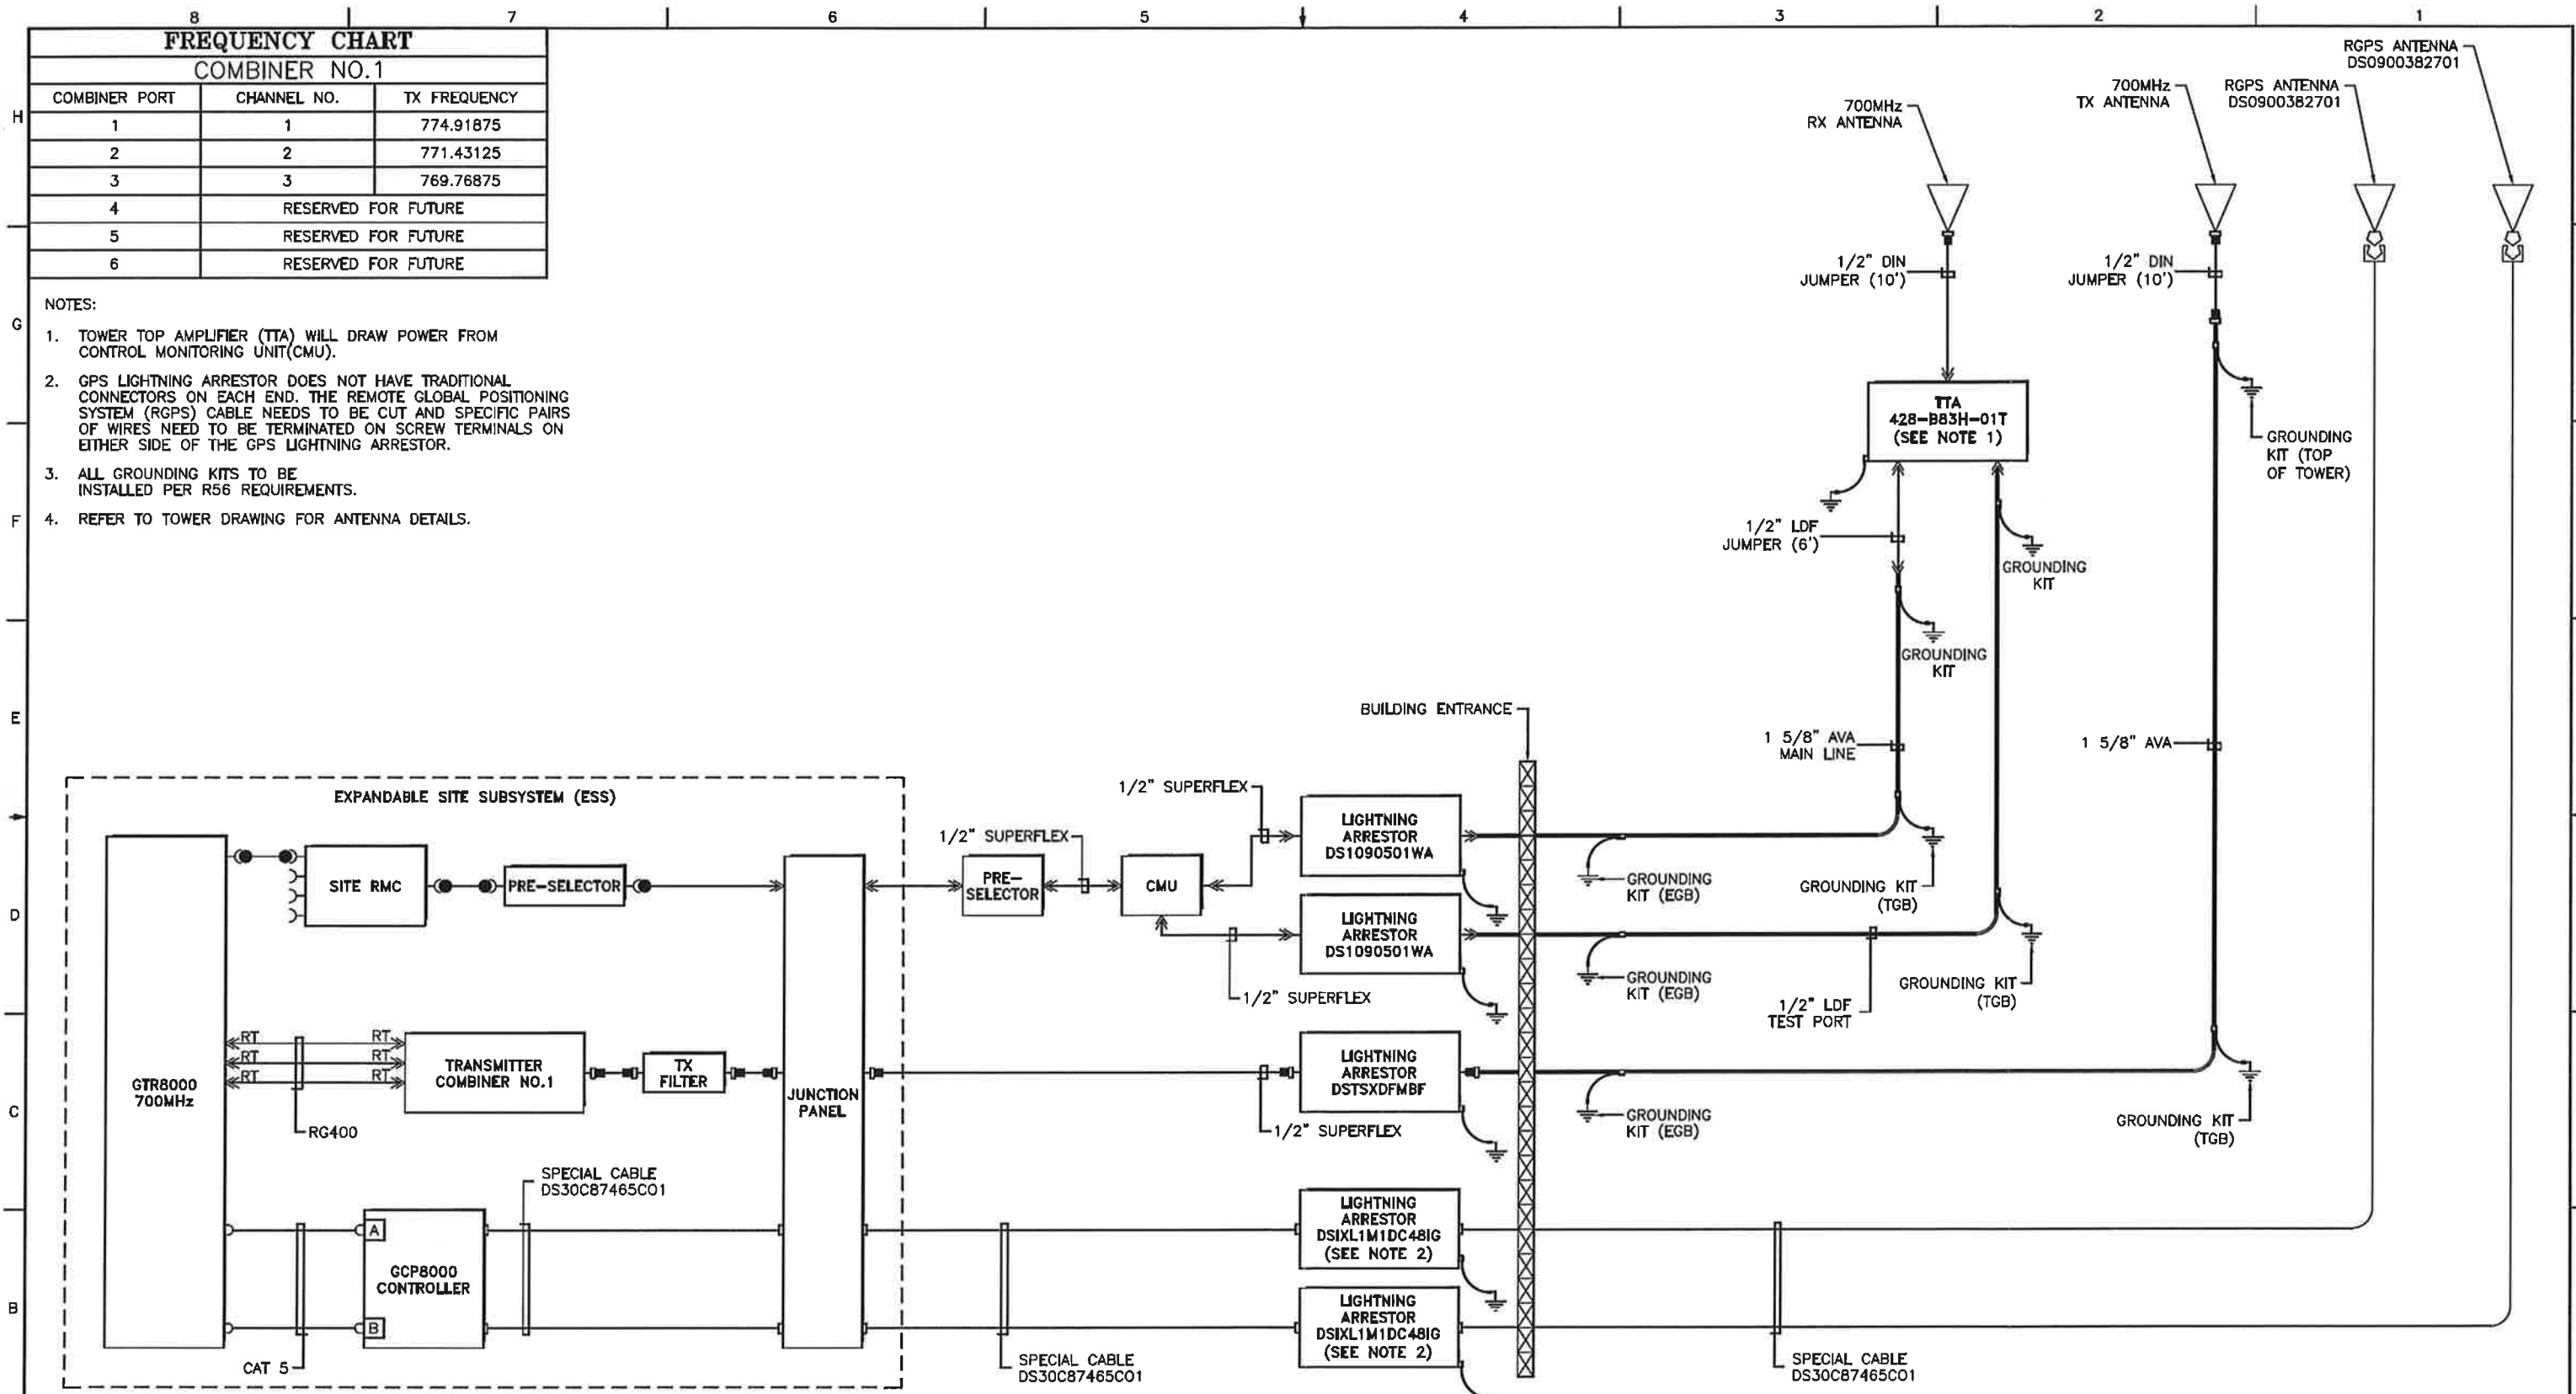 8 7 6 5 4 3 2 1
H
G
F
E
D
C
B
FREQUENCY CHART
COMBINER NO.1
COMBINER PORT CHANNEL NO. TX FREQUENCY
1 1 774.91875
2 2 771.43125
3 3 769.76875
4 RESERVED FOR FUTURE
5 RESERVED FOR FUTURE
6 RESERVED FOR FUTURE
NOTES:
1. TOWER TOP AMPLIFIER (TTA) WILL DRAW POWER FROM
CONTROL MONITORING UNIT(CMU).
2. GPS LIGHTNING ARRESTOR DOES NOT HAVE TRADITIONAL
CONNECTORS ON EACH END. THE REMOTE GLOBAL POSITIONING
SYSTEM (RGPS) CABLE NEEDS TO BE CUT AND SPECIFIC PAIRS
OF WIRES NEED TO BE TERMINATED ON SCREW TERMINALS ON
EITHER SIDE OF THE GPS LIGHTNING ARRESTOR.
3. ALL GROUNDING KITS TO BE
INSTALLED PER R56 REQUIREMENTS.
4. REFER TO TOWER DRAWING FOR ANTENNA DETAILS.
700MHz
RX ANTENNA
700MHz
TX ANTENNA
RGPS ANTENNA
DS0900382701
RGPS ANTENNA
DS0900382701
1/2" DIN
JUMPER (10')
1/2" DIN
JUMPER (10')
TTA
428-B83H-01T
(SEE NOTE 1)
GROUNDING
KIT (TOP
OF TOWER)
1/2" LDF
JUMPER (6')
GROUNDING
KIT
GROUNDING
KIT
BUILDING ENTRANCE
1 5/8" AVA
MAIN LINE
1 5/8" AVA
EXPANDABLE SITE SUBSYSTEM (ESS)
SITE RMC
PRE-SELECTOR
1/2" SUPERFLEX
PRE-
SELECTOR
CMU
1/2" SUPERFLEX
LIGHTNING
ARRESTOR
DS1090501WA
GROUNDING
KIT (EGB)
GROUNDING KIT
(TGB)
LIGHTNING
ARRESTOR
DS1090501WA
1/2" SUPERFLEX
GROUNDING
KIT (EGB)
1/2" LDF
TEST PORT
GROUNDING KIT
(TGB)
GTR8000
700MHz
RT RT
RT RT
RT RT
RG400
TRANSMITTER
COMBINER NO.1
TX
FILTER
JUNCTION
PANEL
1/2" SUPERFLEX
LIGHTNING
ARRESTOR
DSTSXDFMBF
GROUNDING
KIT (EGB)
GROUNDING KIT
(TGB)
SPECIAL CABLE
DS30C87465CO1
A
GCP8000
CONTROLLER
B
CAT 5
SPECIAL CABLE
DS30C87465CO1
LIGHTNING
ARRESTOR
DSIXL1M1DC48IG
(SEE NOTE 2)
LIGHTNING
ARRESTOR
DSIXL1M1DC48IG
(SEE NOTE 2)
SPECIAL CABLE
DS30C87465CO1